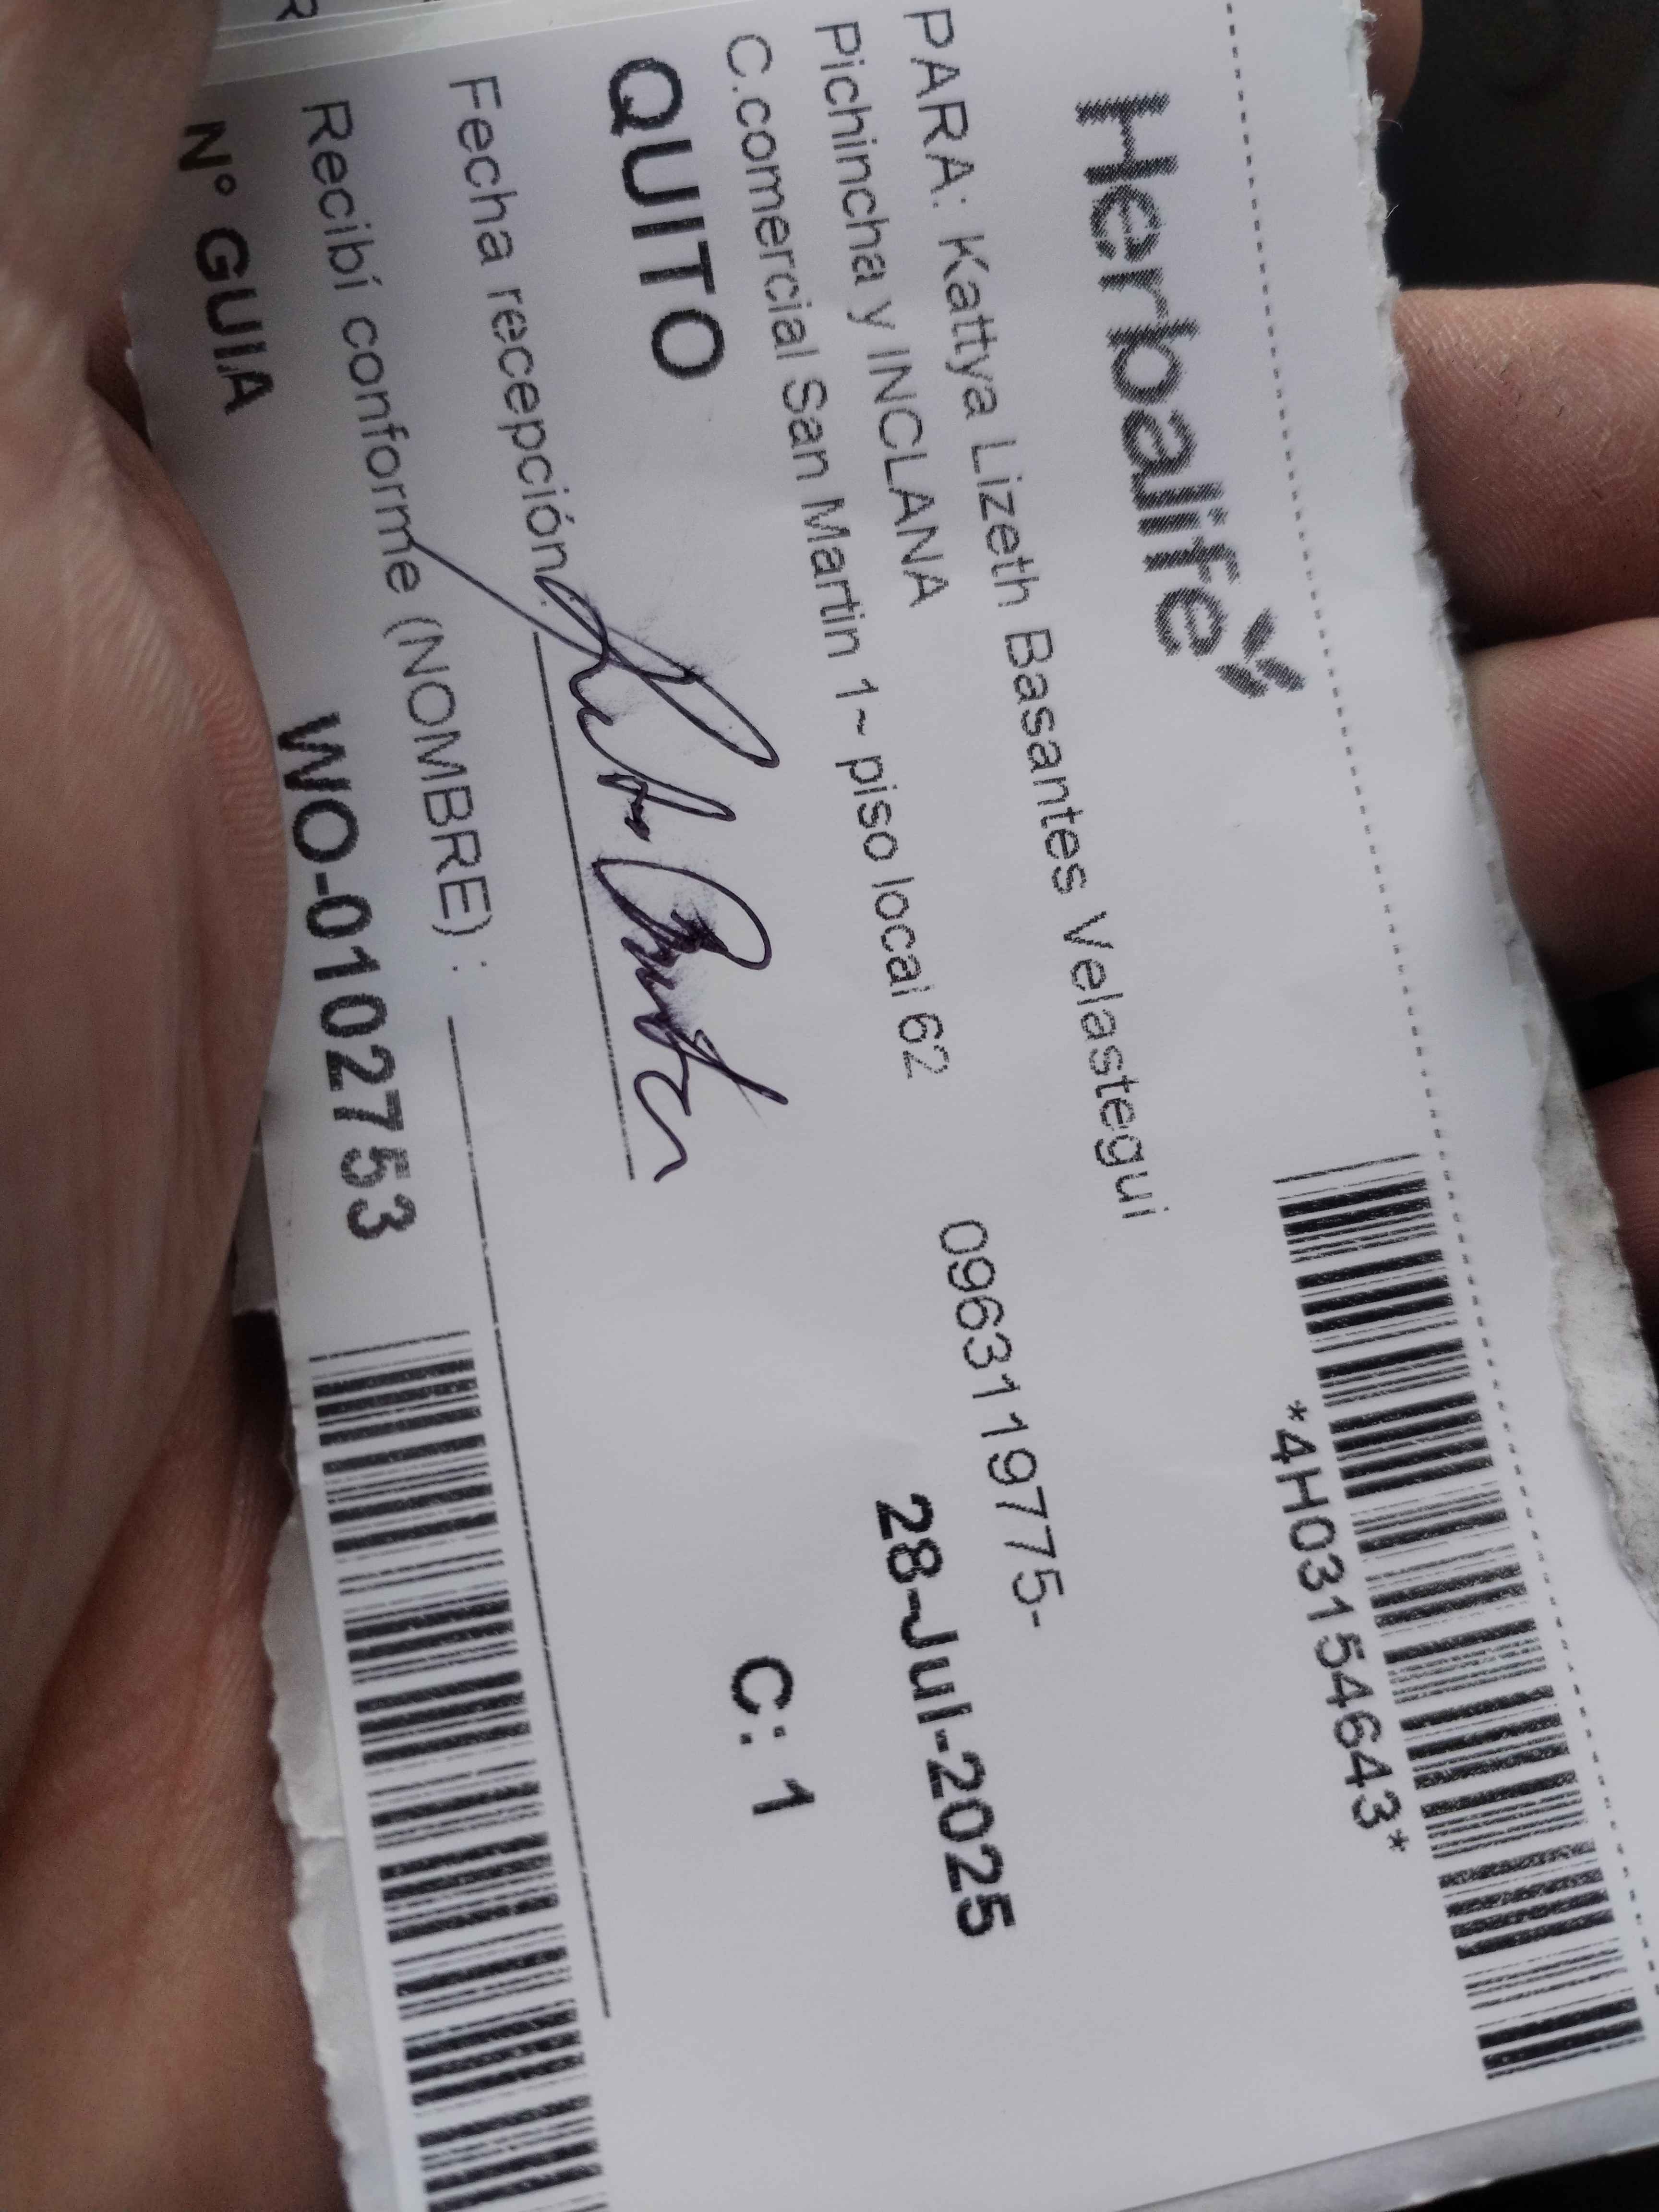 Herbalife
*4H03154643*
PARA: Kattya Lizeth Basantes Velastegui
Pichincha y INCLANA
0963119775-
C.comercial San Martin 1~ piso local 62
28-Jul-2025
QUITO
C: 1
Fecha recepción:
Recibí conforme (NOMBRE) :
N° GUIA WO-0102753